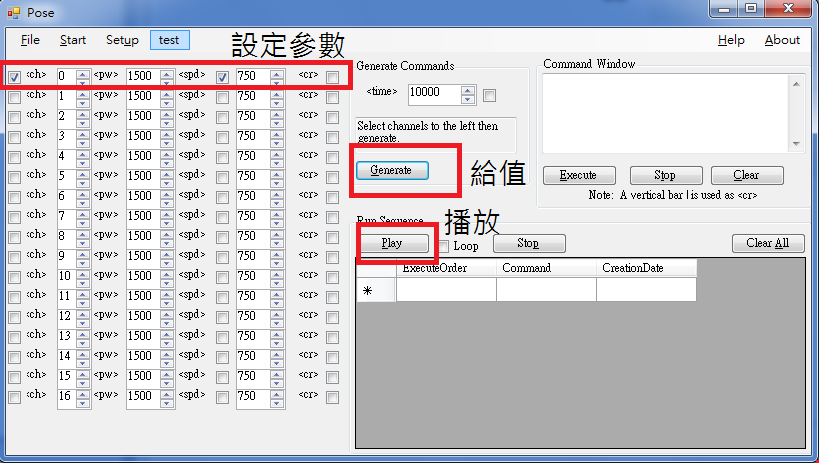 Pose
File Start Setup test Help About
設定參數
<ch> 0 <pw> 1500 <spd> 750 <cr>
<ch> 1 <pw> 1500 <spd> 750 <cr>
<ch> 2 <pw> 1500 <spd> 750 <cr>
<ch> 3 <pw> 1500 <spd> 750 <cr>
<ch> 4 <pw> 1500 <spd> 750 <cr>
<ch> 5 <pw> 1500 <spd> 750 <cr>
<ch> 6 <pw> 1500 <spd> 750 <cr>
<ch> 7 <pw> 1500 <spd> 750 <cr>
<ch> 8 <pw> 1500 <spd> 750 <cr>
<ch> 9 <pw> 1500 <spd> 750 <cr>
<ch> 10 <pw> 1500 <spd> 750 <cr>
<ch> 11 <pw> 1500 <spd> 750 <cr>
<ch> 12 <pw> 1500 <spd> 750 <cr>
<ch> 13 <pw> 1500 <spd> 750 <cr>
<ch> 14 <pw> 1500 <spd> 750 <cr>
<ch> 15 <pw> 1500 <spd> 750 <cr>
<ch> 16 <pw> 1500 <spd> 750 <cr>
Generate Commands
<time> 10000
Select channels to the left then
generate.
Generate 給值
Command Window
Execute Stop Clear
Note: A vertical bar | is used as <cr>
Run Sequence 播放
Play Loop Stop Clear All
ExecuteOrder Command CreationDate